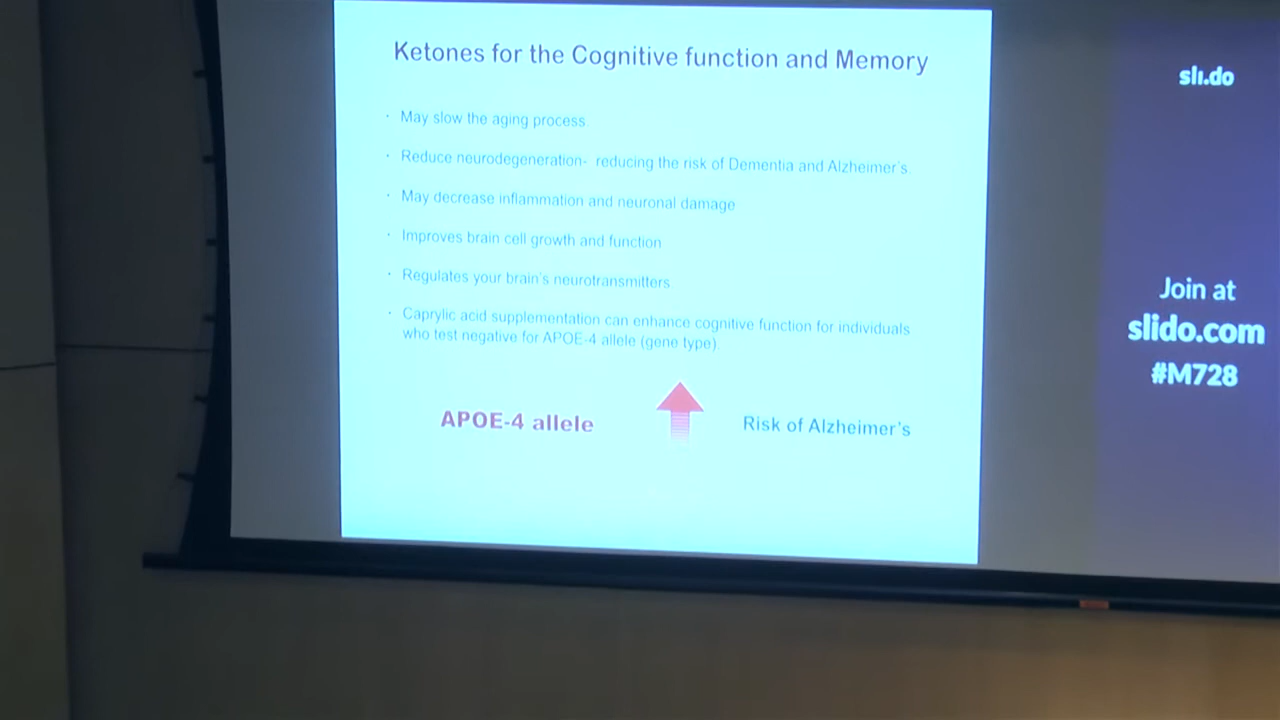 Ketones for the Cognitive function and Memory
· May slow the aging process.
· Reduce neurodegeneration- reducing the risk of Dementia and Alzheimer's.
· May decrease inflammation and neuronal damage
· Improves brain cell growth and function
· Regulates your brain's neurotransmitters
· Caprylic acid supplementation can enhance cognitive function for individuals
who test negative for APOE-4 allele (gene type).
APOE-4 allele
Risk of Alzheimer's
sli.do
Join at
slido.com
#M728